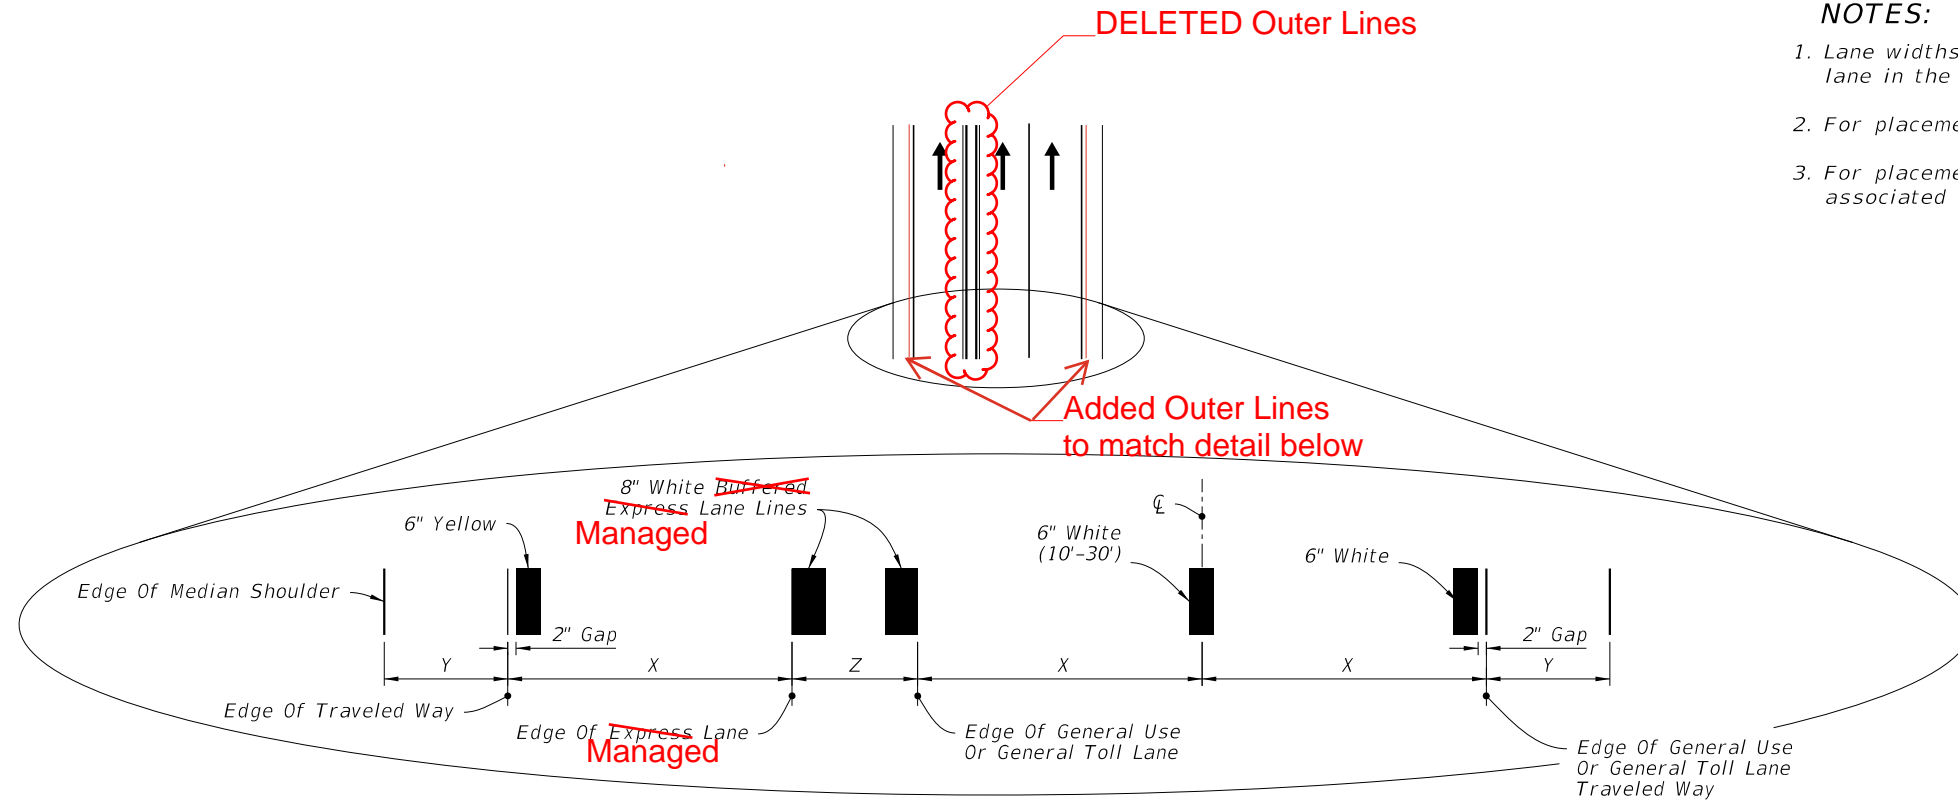 DELETED Outer Lines
NOTES:
1. Lane widths
lane in the
2. For placeme
3. For placeme
associated
Added Outer Lines
to match detail below
8" White Buffered
Express Lane Lines
Managed
6" Yellow
℄
6" White
(10'-30')
6" White
Edge Of Median Shoulder
2" Gap
2" Gap
Y
X
Z
X
X
Y
Edge Of Traveled Way
Edge Of Express Lane
Managed
Edge Of General Use
Or General Toll Lane
Edge Of General Use
Or General Toll Lane
Traveled Way